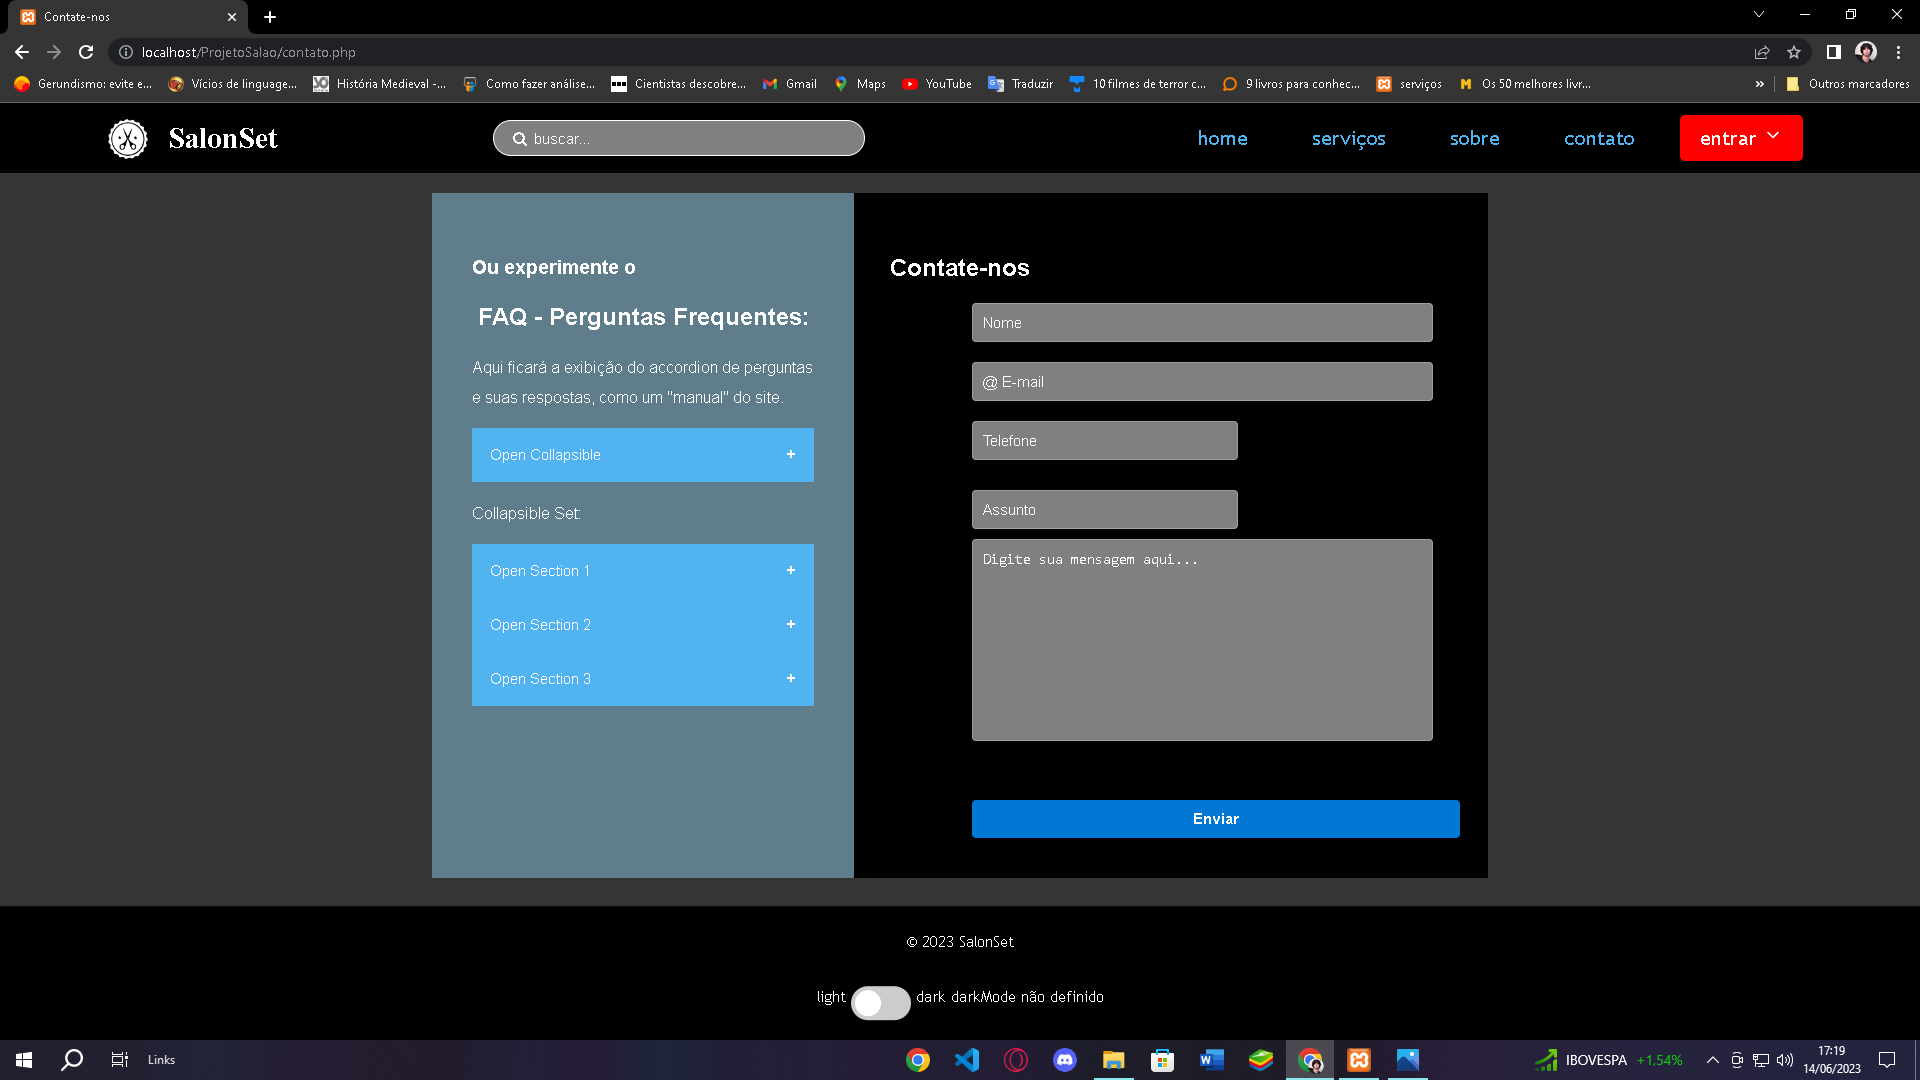 Contate-nos
localhost/ProjetoSalao/contato.php
Gerundismo: evite e...
Vícios de linguage...
História Medieval -...
Como fazer análise...
Cientistas descobre...
Gmail
Maps
YouTube
Traduzir
10 filmes de terror c...
9 livros para conhec...
serviços
Os 50 melhores livr...
»
Outros marcadores
SalonSet
buscar...
home
serviços
sobre
contato
entrar
Ou experimente o
FAQ - Perguntas Frequentes:
Aqui ficará a exibição do accordion de perguntas
e suas respostas, como um "manual" do site.
Open Collapsible +
Collapsible Set:
Open Section 1 +
Open Section 2 +
Open Section 3 +
Contate-nos
Nome
@ E-mail
Telefone
Assunto
Digite sua mensagem aqui...
Enviar
© 2023 SalonSet
light dark darkMode não definido
Links
IBOVESPA +1,54%
17:19
14/06/2023